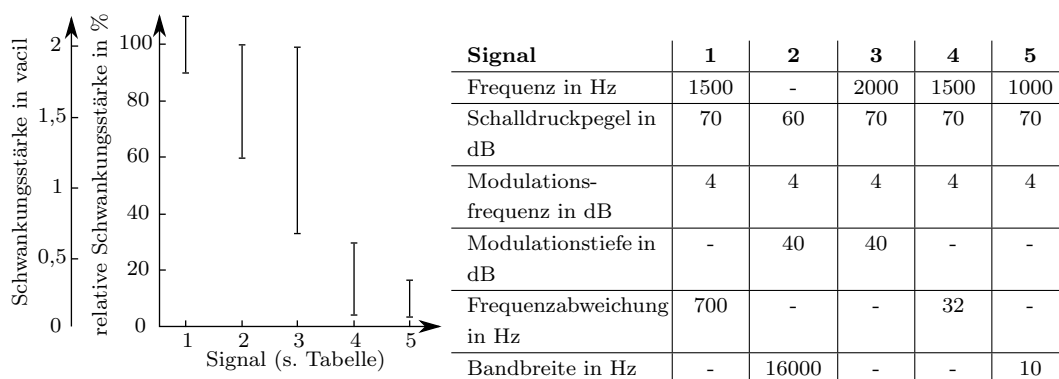 Schwankungsstärke in vacil
2
1,5
1
0,5
0
relative Schwankungsstärke in %
100
80
60
40
20
0
1 2 3 4 5
Signal (s. Tabelle)
Signal 1 2 3 4 5
Frequenz in Hz 1500 - 2000 1500 1000
Schalldruckpegel in 70 60 70 70 70
dB
Modulations- 4 4 4 4 4
frequenz in dB
Modulationstiefe in - 40 40 - -
dB
Frequenzabweichung 700 - - 32 -
in Hz
Bandbreite in Hz - 16000 - - 10